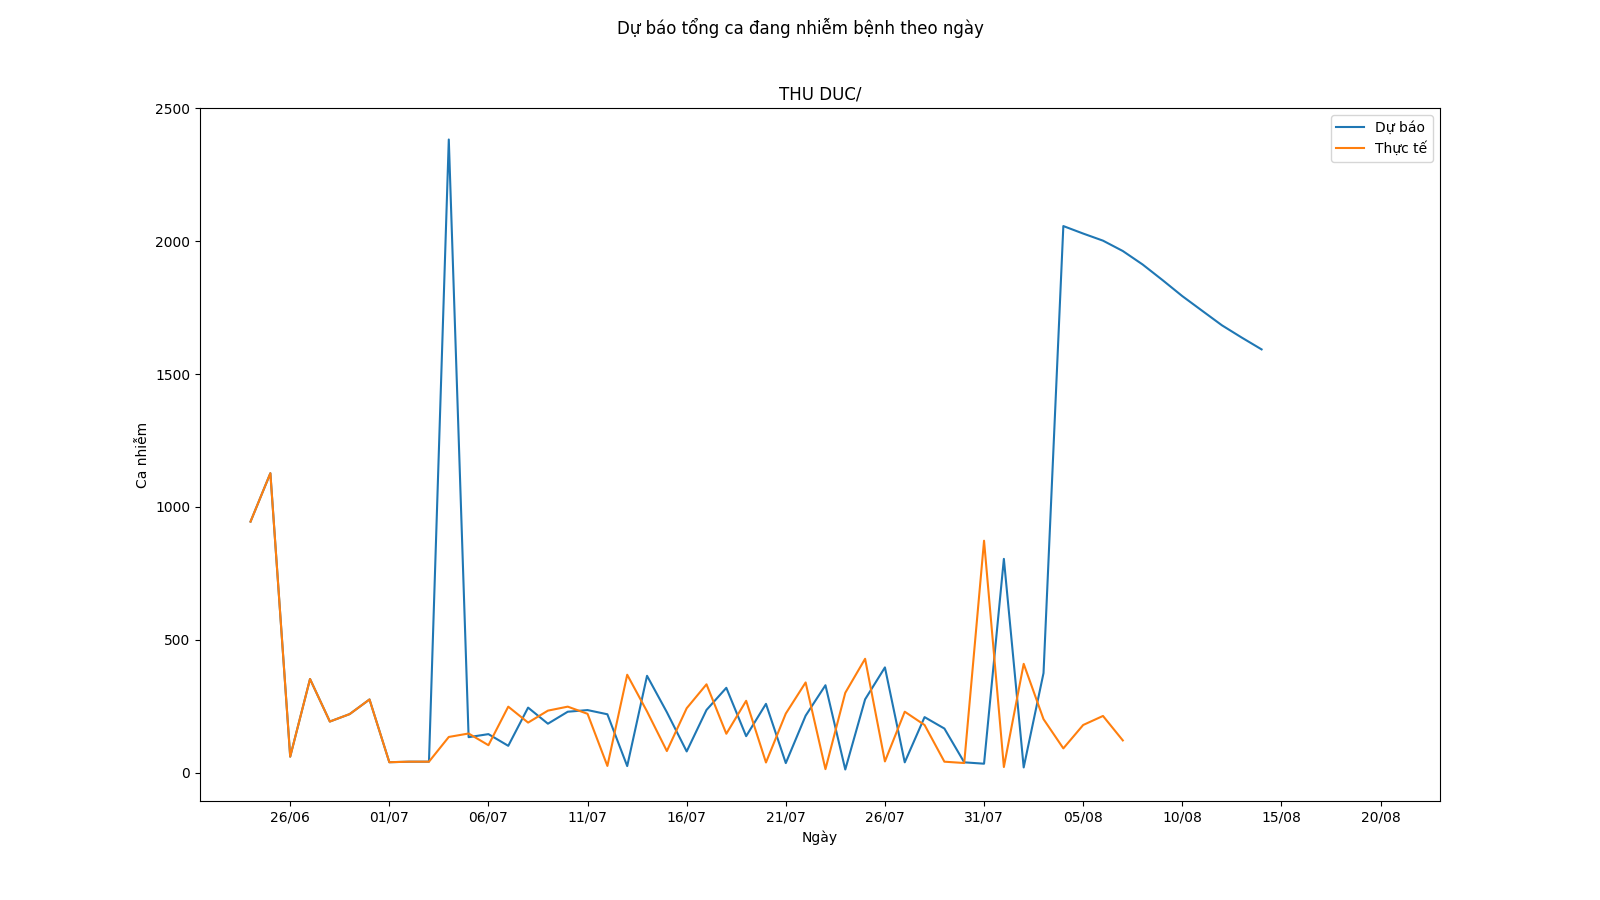 Dự báo tổng ca đang nhiễm bệnh theo ngày
THU DUC/
2500
2000
1500
1000
500
0
Ca nhiễm
Dự báo
Thực tế
26/06 01/07 06/07 11/07 16/07 21/07 26/07 31/07 05/08 10/08 15/08 20/08
Ngày